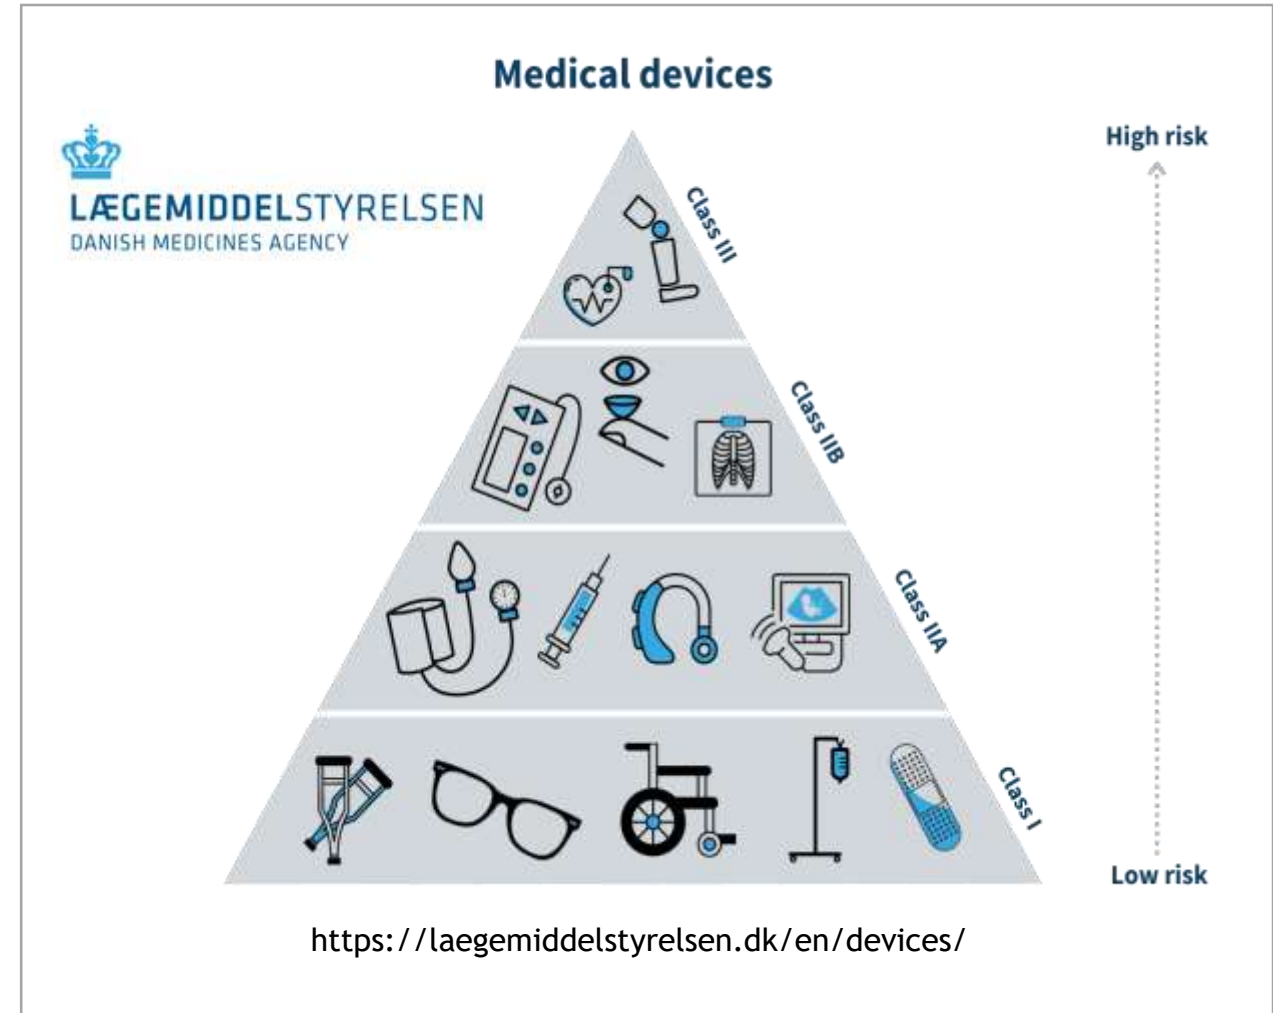 Medical devices
High risk
LÆGEMIDDELSTYRELSEN
DANISH MEDICINES AGENCY
Class III
Class IIB
Class IIA
Class I
Low risk
https://laegemiddelstyrelsen.dk/en/devices/